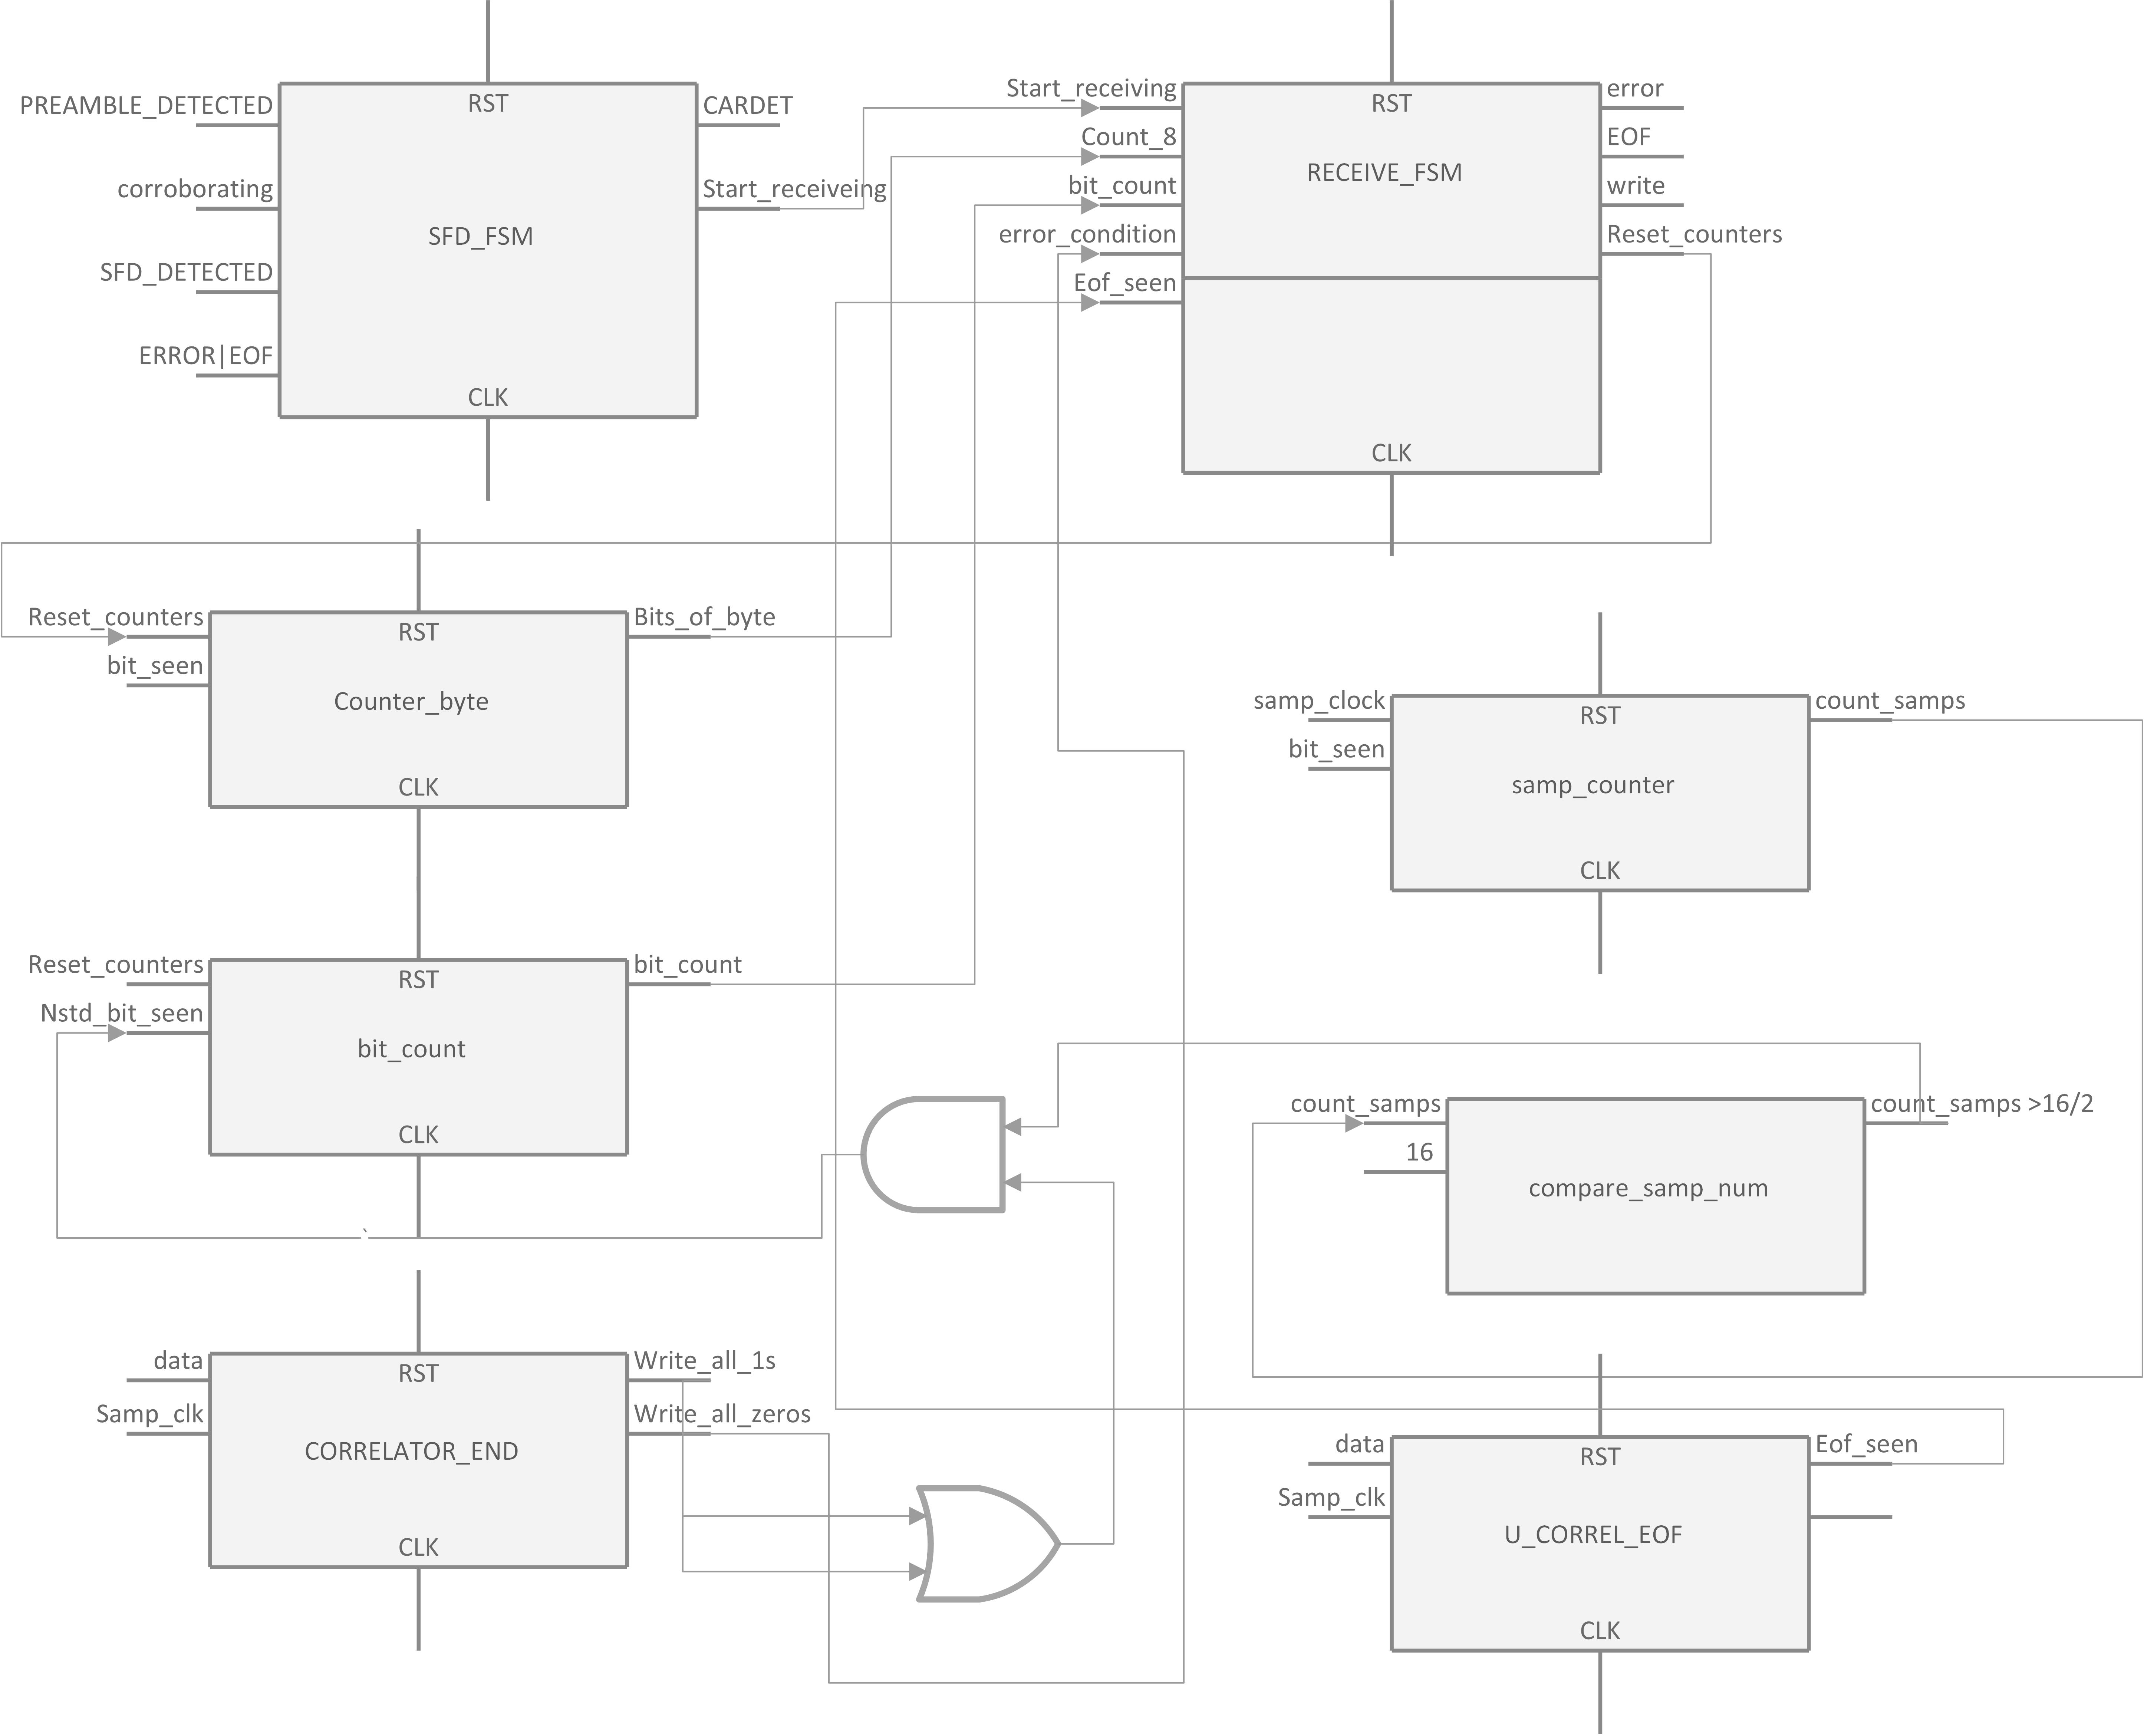 RST
PREAMBLE_DETECTED
CARDET
corroborating
Start_receiveing
SFD_FSM
SFD_DETECTED
ERROR|EOF
CLK
Start_receiving
RST
error
Count_8
EOF
RECEIVE_FSM
bit_count
write
error_condition
Reset_counters
Eof_seen
CLK
Reset_counters
RST
Bits_of_byte
bit_seen
Counter_byte
CLK
samp_clock
RST
count_samps
bit_seen
samp_counter
CLK
Reset_counters
RST
bit_count
Nstd_bit_seen
bit_count
CLK
`
count_samps
count_samps >16/2
16
compare_samp_num
data
RST
Write_all_1s
Samp_clk
Write_all_zeros
CORRELATOR_END
CLK
data
RST
Eof_seen
Samp_clk
U_CORREL_EOF
CLK